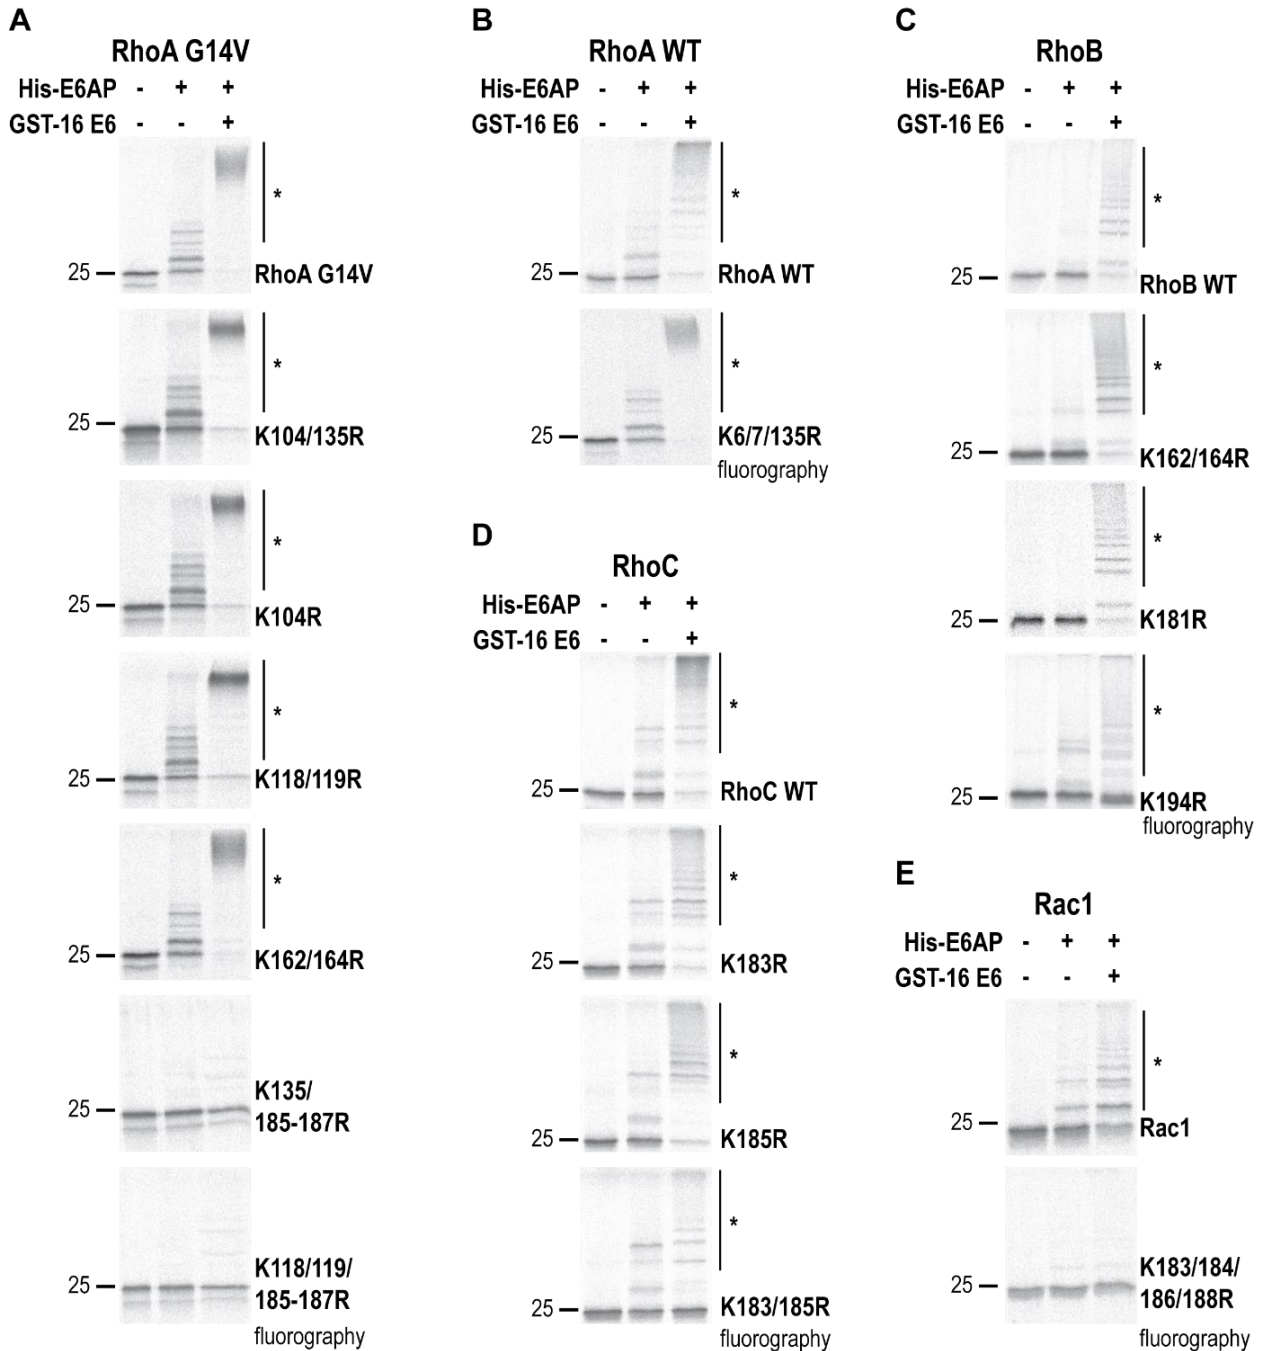 A
RhoA G14V
His-E6AP - + +
GST-16 E6 - - +
*
25
RhoA G14V
*
25
K104/135R
*
25
K104R
*
25
K118/119R
*
25
K162/164R
25
K135/
185-187R
25
K118/119/
185-187R
fluorography
B
RhoA WT
His-E6AP - + +
GST-16 E6 - - +
*
25
RhoA WT
*
25
K6/7/135R
fluorography
C
RhoB
His-E6AP - + +
GST-16 E6 - - +
*
25
RhoB WT
*
25
K162/164R
*
25
K181R
*
25
K194R
fluorography
D
RhoC
His-E6AP - + +
GST-16 E6 - - +
*
25
RhoC WT
*
25
K183R
*
25
K185R
*
25
K183/185R
E
Rac1
His-E6AP - + +
GST-16 E6 - - +
*
25
Rac1
25
K183/184/
186/188R
fluorography